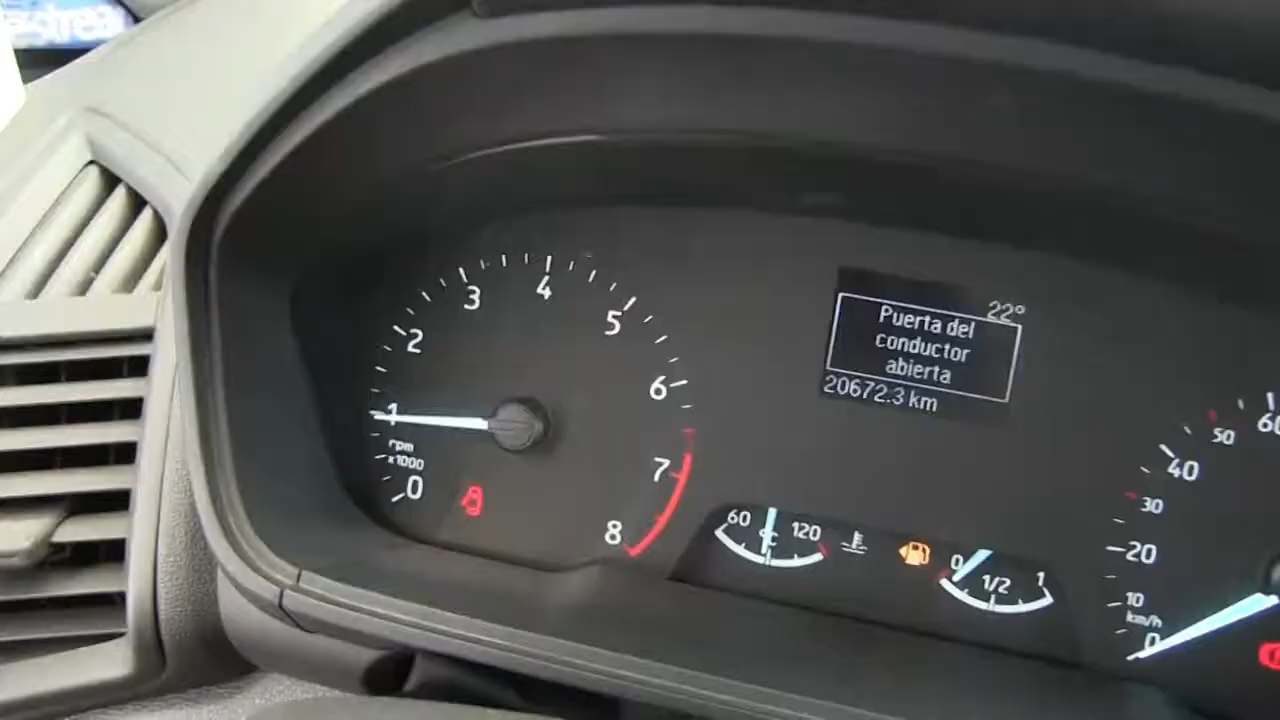 4
3
5
2
6
1
rpm
x1000
0
7
8
22°
Puerta del
conductor
abierta
20672.3 km
60
°C
120
0
1/2
1
60
50
40
30
20
10
km/h
0